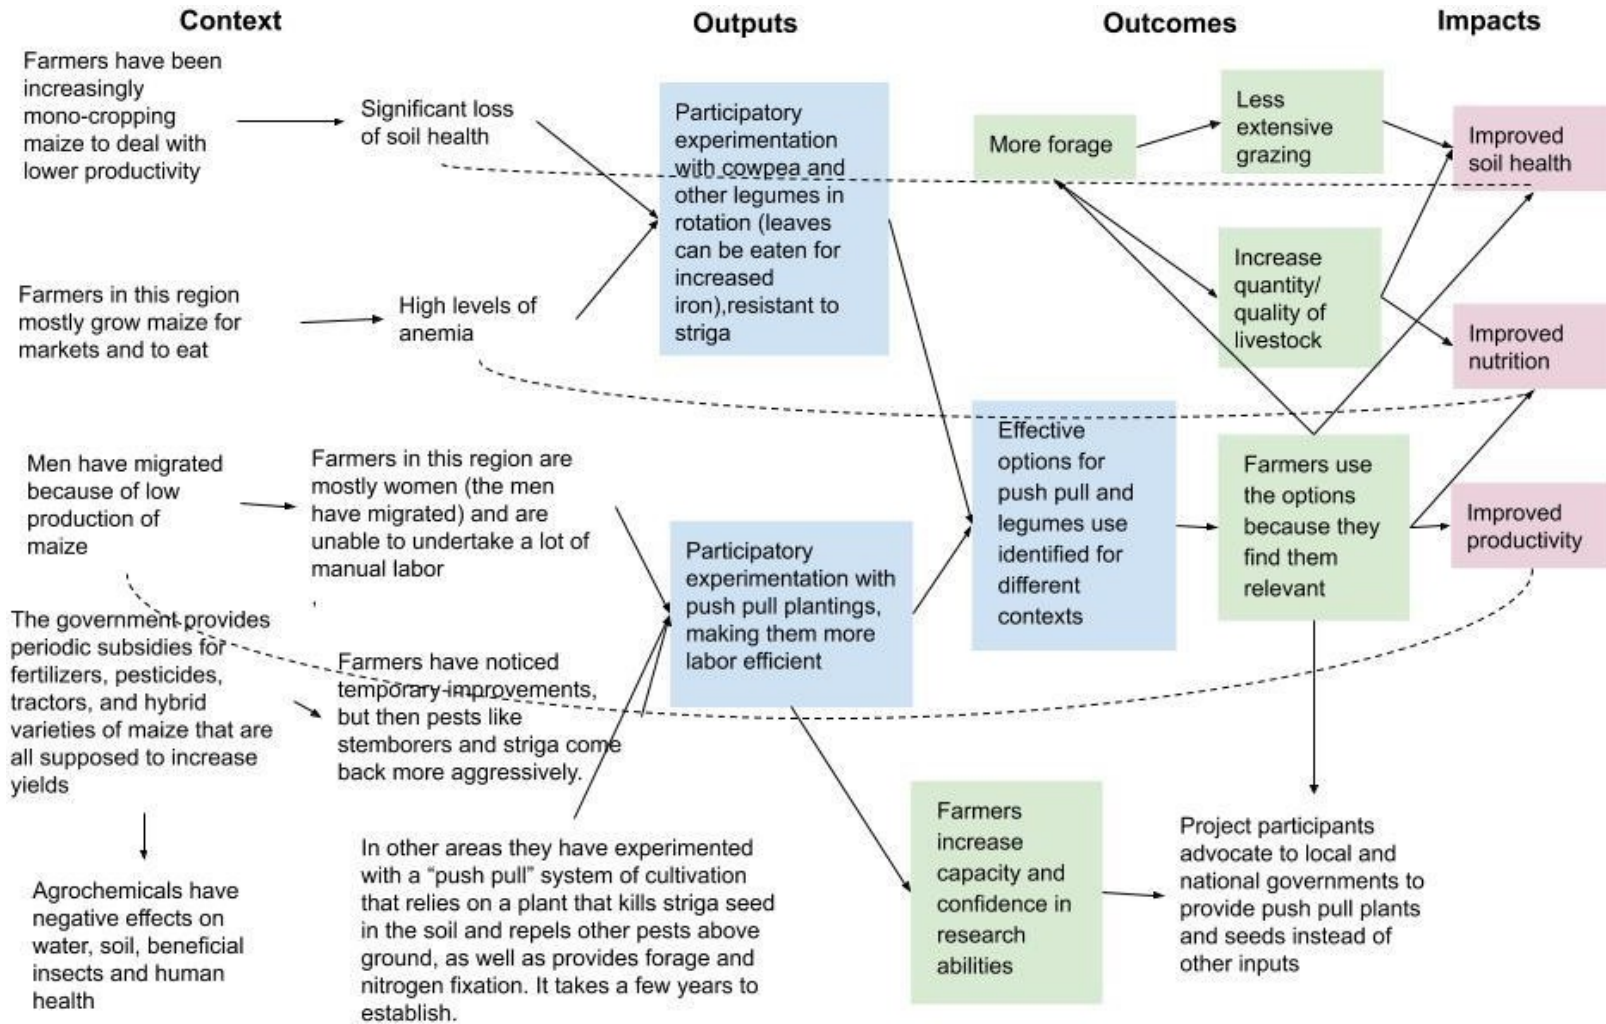 Context
Outputs
Outcomes
Impacts
Farmers have been
increasingly
mono-cropping
maize to deal with
lower productivity
Significant loss
of soil health
Farmers in this region
mostly grow maize for
markets and to eat
High levels of
anemia
Men have migrated
because of low
production of
maize
Farmers in this region are
mostly women (the men
have migrated) and are
unable to undertake a lot of
manual labor
The government provides
periodic subsidies for
fertilizers, pesticides,
tractors, and hybrid
varieties of maize that are
all supposed to increase
yields
Farmers have noticed
temporary improvements,
but then pests like
stemborers and striga come
back more aggressively.
Agrochemicals have
negative effects on
water, soil, beneficial
insects and human
health
In other areas they have experimented
with a “push pull” system of cultivation
that relies on a plant that kills striga seed
in the soil and repels other pests above
ground, as well as provides forage and
nitrogen fixation. It takes a few years to
establish.
Participatory
experimentation
with cowpea and
other legumes in
rotation (leaves
can be eaten for
increased
iron),resistant to
striga
Participatory
experimentation with
push pull plantings,
making them more
labor efficient
Effective
options for
push pull and
legumes use
identified for
different
contexts
More forage
Less
extensive
grazing
Increase
quantity/
quality of
livestock
Farmers use
the options
because they
find them
relevant
Farmers
increase
capacity and
confidence in
research
abilities
Project participants
advocate to local and
national governments to
provide push pull plants
and seeds instead of
other inputs
Improved
soil health
Improved
nutrition
Improved
productivity